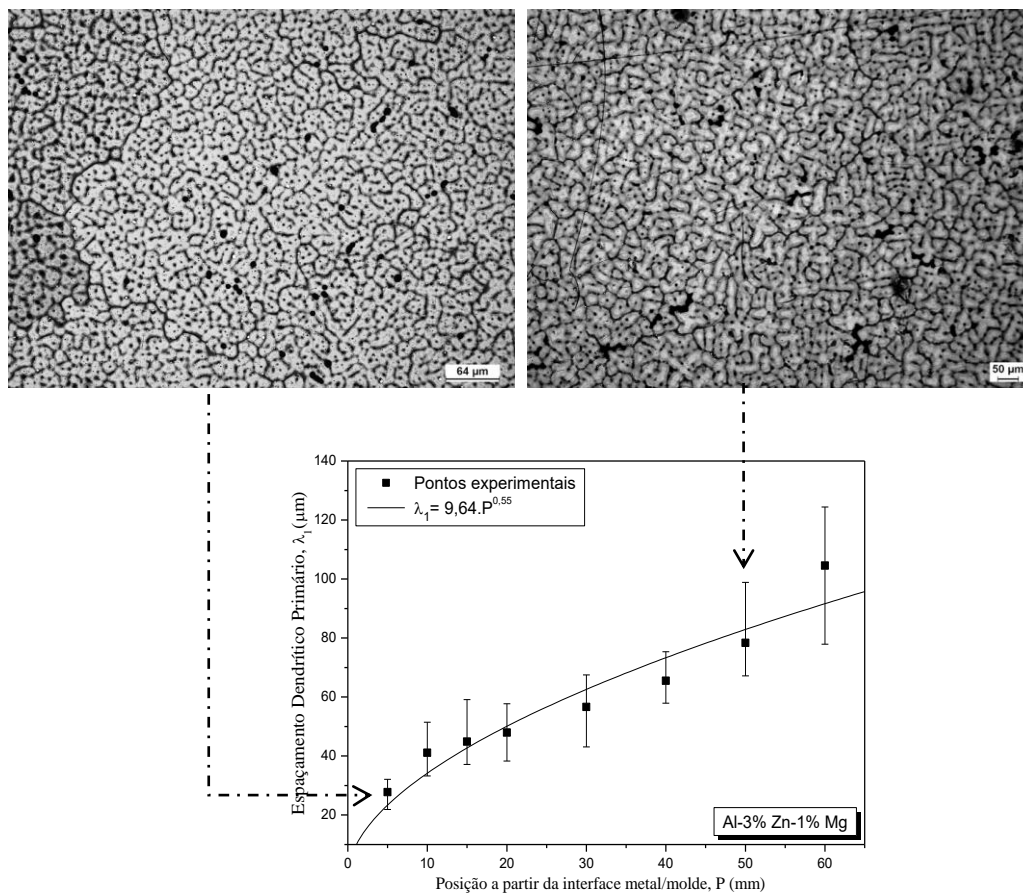 64 µm
50 µm
140
120
100
80
60
40
20
Espaçamento Dendrítico Primário, λ₁(µm)
Pontos experimentais
λ₁= 9,64.P^0,55
Al-3% Zn-1% Mg
0 10 20 30 40 50 60
Posição a partir da interface metal/molde, P (mm)